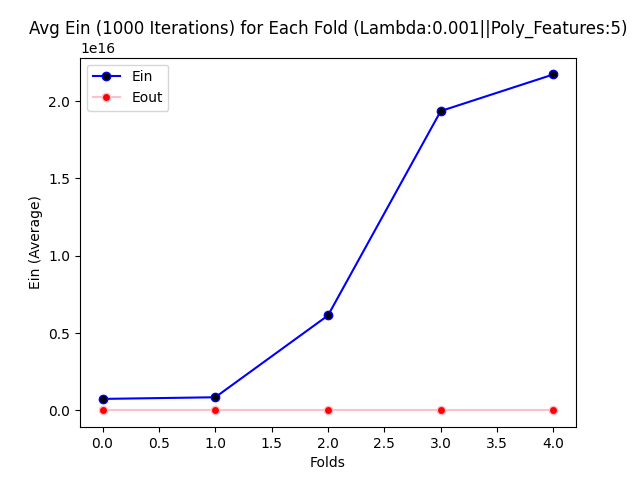 Avg Ein (1000 Iterations) for Each Fold (Lambda:0.001||Poly_Features:5)
1e16
Ein
Eout
2.0
1.5
1.0
0.5
0.0
Ein (Average)
0.0 0.5 1.0 1.5 2.0 2.5 3.0 3.5 4.0
Folds